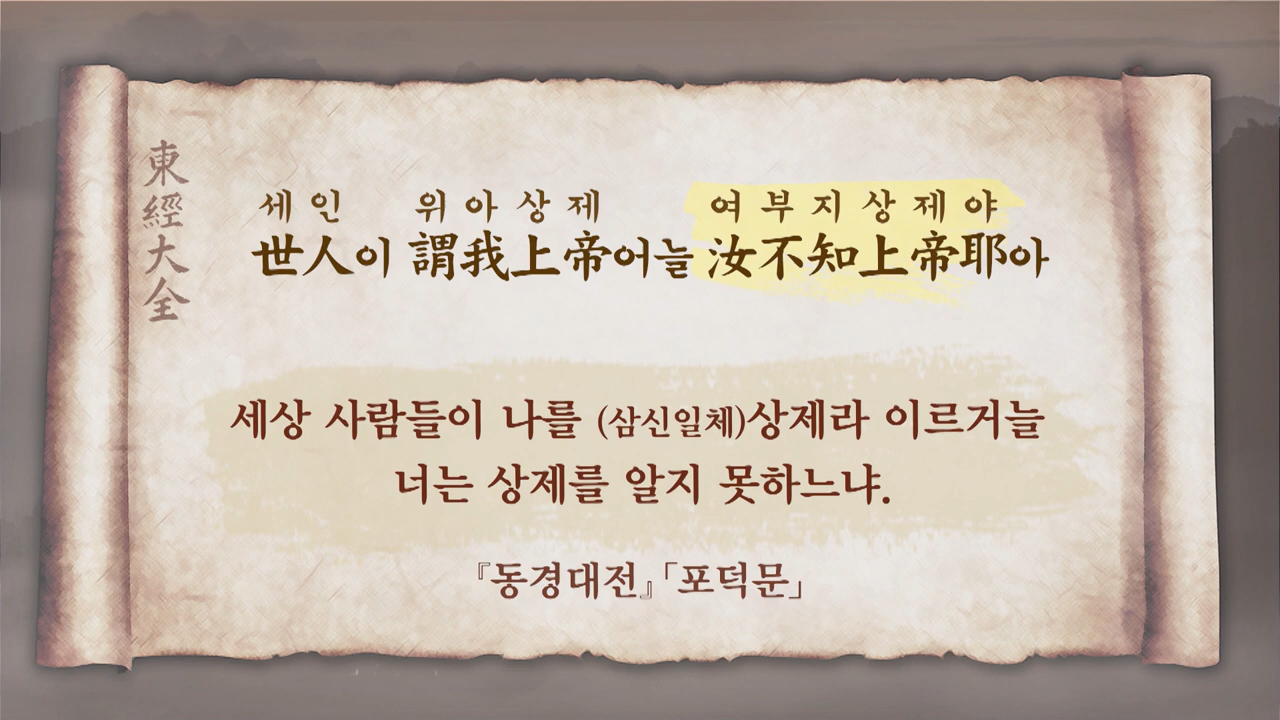 東經大全
세인 위아상제 여부지상제야
世人이 謂我上帝어늘 汝不知上帝耶아
세상 사람들이 나를 (삼신일체)상제라 이르거늘
너는 상제를 알지 못하느냐.
『동경대전』「포덕문」